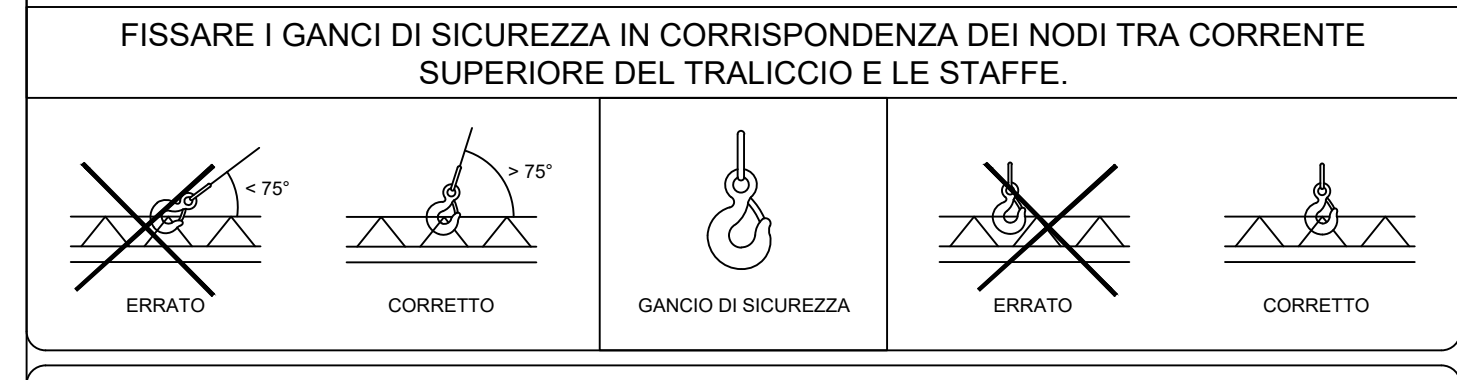 FISSARE I GANCI DI SICUREZZA IN CORRISPONDENZA DEI NODI TRA CORRENTE
SUPERIORE DEL TRALICCIO E LE STAFFE.
< 75°
ERRATO
> 75°
CORRETTO
GANCIO DI SICUREZZA
ERRATO
CORRETTO